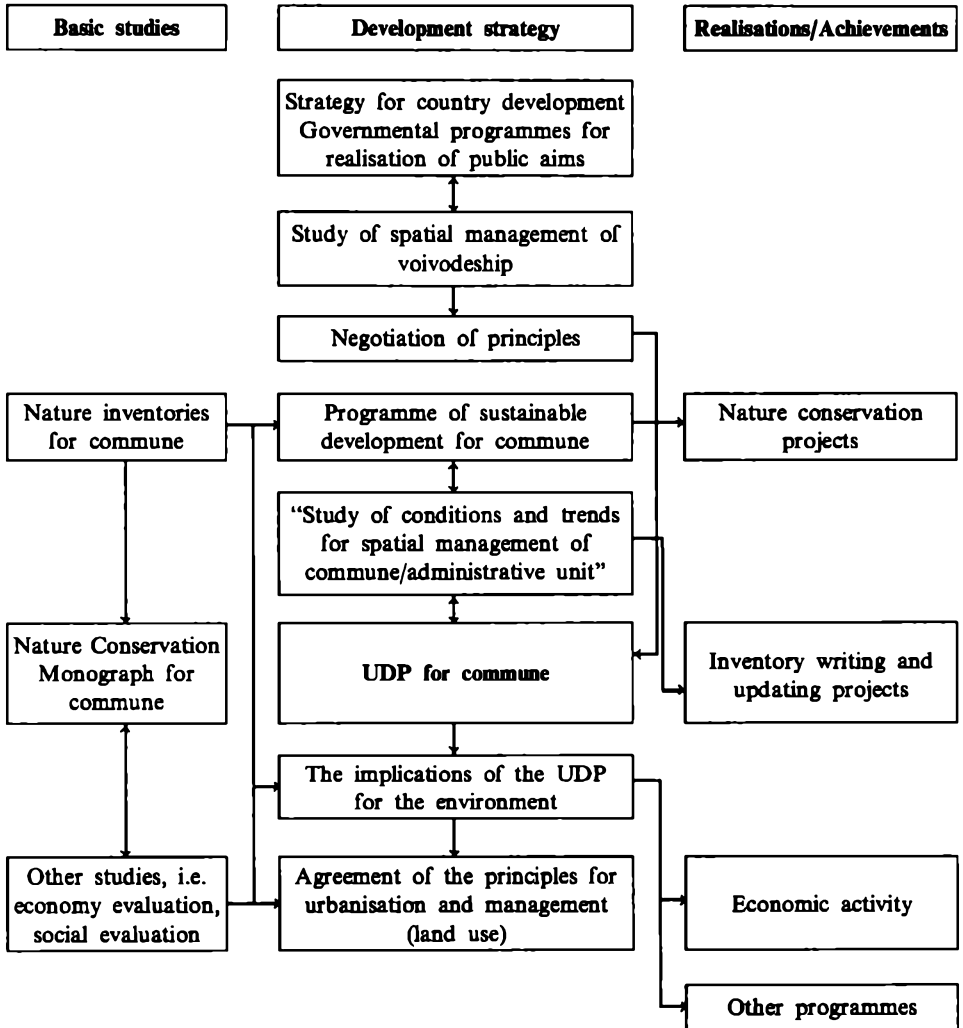 Basic studies
Development strategy
Realisations/Achievements
Strategy for country development
Governmental programmes for
realisation of public aims
Study of spatial management of
voivodeship
Negotiation of principles
Nature inventories
for commune
Programme of sustainable
development for commune
Nature conservation
projects
“Study of conditions and trends
for spatial management of
commune/administrative unit”
Nature Conservation
Monograph for
commune
UDP for commune
Inventory writing and
updating projects
The implications of the UDP
for the environment
Other studies, i.e.
economy evaluation,
social evaluation
Agreement of the principles for
urbanisation and management
(land use)
Economic activity
Other programmes